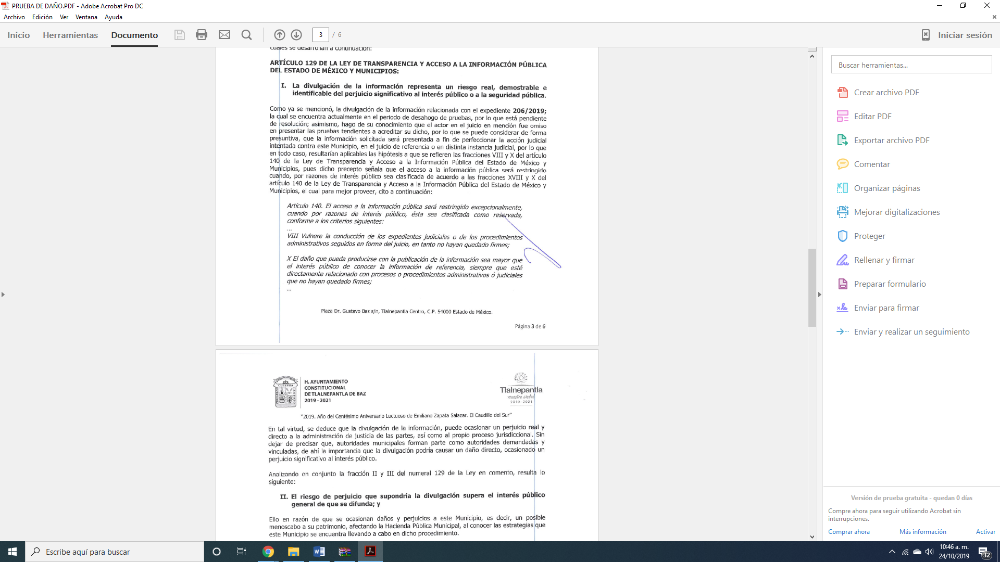 PRUEBA DE DAÑO.PDF - Adobe Acrobat Pro DC
Archivo Edición Ver Ventana Ayuda
Inicio Herramientas Documento 3 / 6 Iniciar sesión
cuales se desarrollan a continuación:
ARTÍCULO 129 DE LA LEY DE TRANSPARENCIA Y ACCESO A LA INFORMACIÓN PÚBLICA
DEL ESTADO DE MÉXICO Y MUNICIPIOS:
I. La divulgación de la información representa un riesgo real, demostrable e
identificable del perjuicio significativo al interés público o a la seguridad pública.
Como ya se mencionó, la divulgación de la información relacionada con el expediente 206/2019;
la cual se encuentra actualmente en el periodo de desahogo de pruebas, por lo que está pendiente
de resolución; asimismo, hago de su conocimiento que el actor en el juicio en mención fue omiso
en presentar las pruebas tendientes a acreditar su dicho, por lo que se puede considerar de forma
presuntiva, que la información solicitada será presentada a fin de perfeccionar la acción judicial
intentada contra este Municipio, en el juicio de referencia o en distinta instancia judicial, por lo que
en todo caso, resultarían aplicables las hipótesis a que se refieren las fracciones VIII y X del artículo
140 de la Ley de Transparencia y Acceso a la Información Pública del Estado de México y
Municipios, pues dicho precepto señala que el acceso a la información pública será restringido
cuando, por razones de interés público sea clasificada de acuerdo a las fracciones XVIII y X del
artículo 140 de la Ley de Transparencia y Acceso a la Información Pública del Estado de México y
Municipios, el cual para mejor proveer, cito a continuación:
Artículo 140. El acceso a la información pública será restringido excepcionalmente,
cuando por razones de interés público, ésta sea clasificada como reservada,
conforme a los criterios siguientes:
...
VIII Vulnere la conducción de los expedientes judiciales o de los procedimientos
administrativos seguidos en forma del juicio, en tanto no hayan quedado firmes;
X El daño que pueda producirse con la publicación de la información sea mayor que
el interés público de conocer la información de referencia, siempre que esté
directamente relacionado con procesos o procedimientos administrativos o judiciales
que no hayan quedado firmes;
...
Plaza Dr. Gustavo Baz s/n, Tlalnepantla Centro, C.P. 54000 Estado de México.
Página 3 de 6
H. AYUNTAMIENTO
CONSTITUCIONAL
DE TLALNEPANTLA DE BAZ
2019 - 2021
Tlalnepantla
nuestra ciudad
2019 - 2021
"2019. Año del Centésimo Aniversario Luctuoso de Emiliano Zapata Salazar. El Caudillo del Sur"
En tal virtud, se deduce que la divulgación de la información, puede ocasionar un perjuicio real y
directo a la administración de justicia de las partes, así como al propio proceso jurisdiccional. Sin
dejar de precisar que, autoridades municipales forman parte como autoridades demandadas y
vinculadas, de ahí la importancia que la divulgación podría causar un daño directo, ocasionado un
perjuicio significativo al interés público.
Analizando en conjunto la fracción II y III del numeral 129 de la Ley en comento, resulta lo
siguiente:
II. El riesgo de perjuicio que supondría la divulgación supera el interés público
general de que se difunda; y
Ello en razón de que se ocasionan daños y perjuicios a este Municipio, es decir, un posible
menoscabo a su patrimonio, afectando la Hacienda Pública Municipal, al conocer las estrategias que
este Municipio se encuentra llevando a cabo en dicho procedimiento.
Buscar herramientas...
Crear archivo PDF
Editar PDF
Exportar archivo PDF
Comentar
Organizar páginas
Mejorar digitalizaciones
Proteger
Rellenar y firmar
Preparar formulario
Enviar para firmar
Enviar y realizar un seguimiento
Versión de prueba gratuita - quedan 0 días
Compre ahora para seguir utilizando Acrobat sin
interrupciones.
Comprar ahora Más información Activar
Escribe aquí para buscar
10:46 a. m.
24/10/2019
32